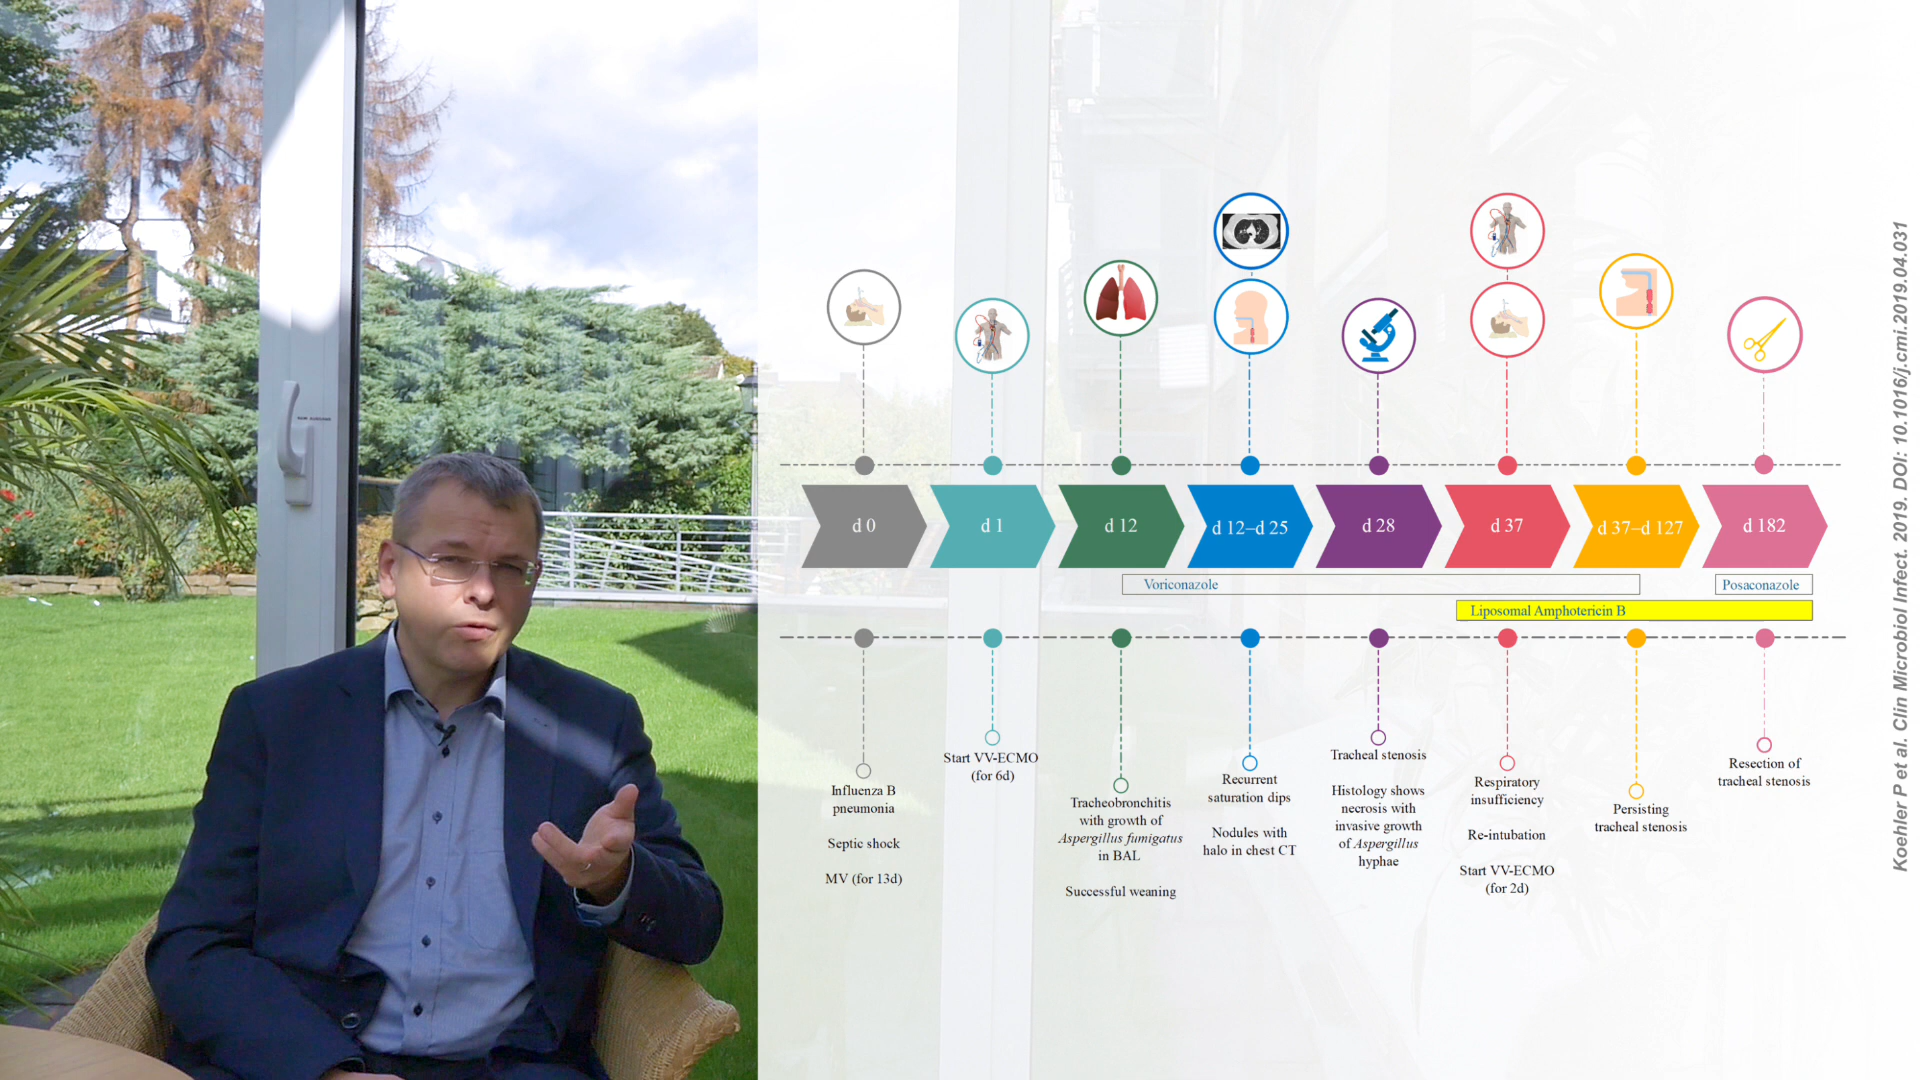 d 0
d 1
d 12
d 12–d 25
d 28
d 37
d 37–d 127
d 182
Voriconazole
Posaconazole
Liposomal Amphotericin B
Influenza B
pneumonia
Septic shock
MV (for 13d)
Start VV-ECMO
(for 6d)
Tracheobronchitis
with growth of
Aspergillus fumigatus
in BAL
Successful weaning
Recurrent
saturation dips
Nodules with
halo in chest CT
Tracheal stenosis
Histology shows
necrosis with
invasive growth
of Aspergillus
hyphae
Respiratory
insufficiency
Re-intubation
Start VV-ECMO
(for 2d)
Persisting
tracheal stenosis
Resection of
tracheal stenosis
Koehler P et al. Clin Microbiol Infect. 2019. DOI: 10.1016/j.cmi.2019.04.031